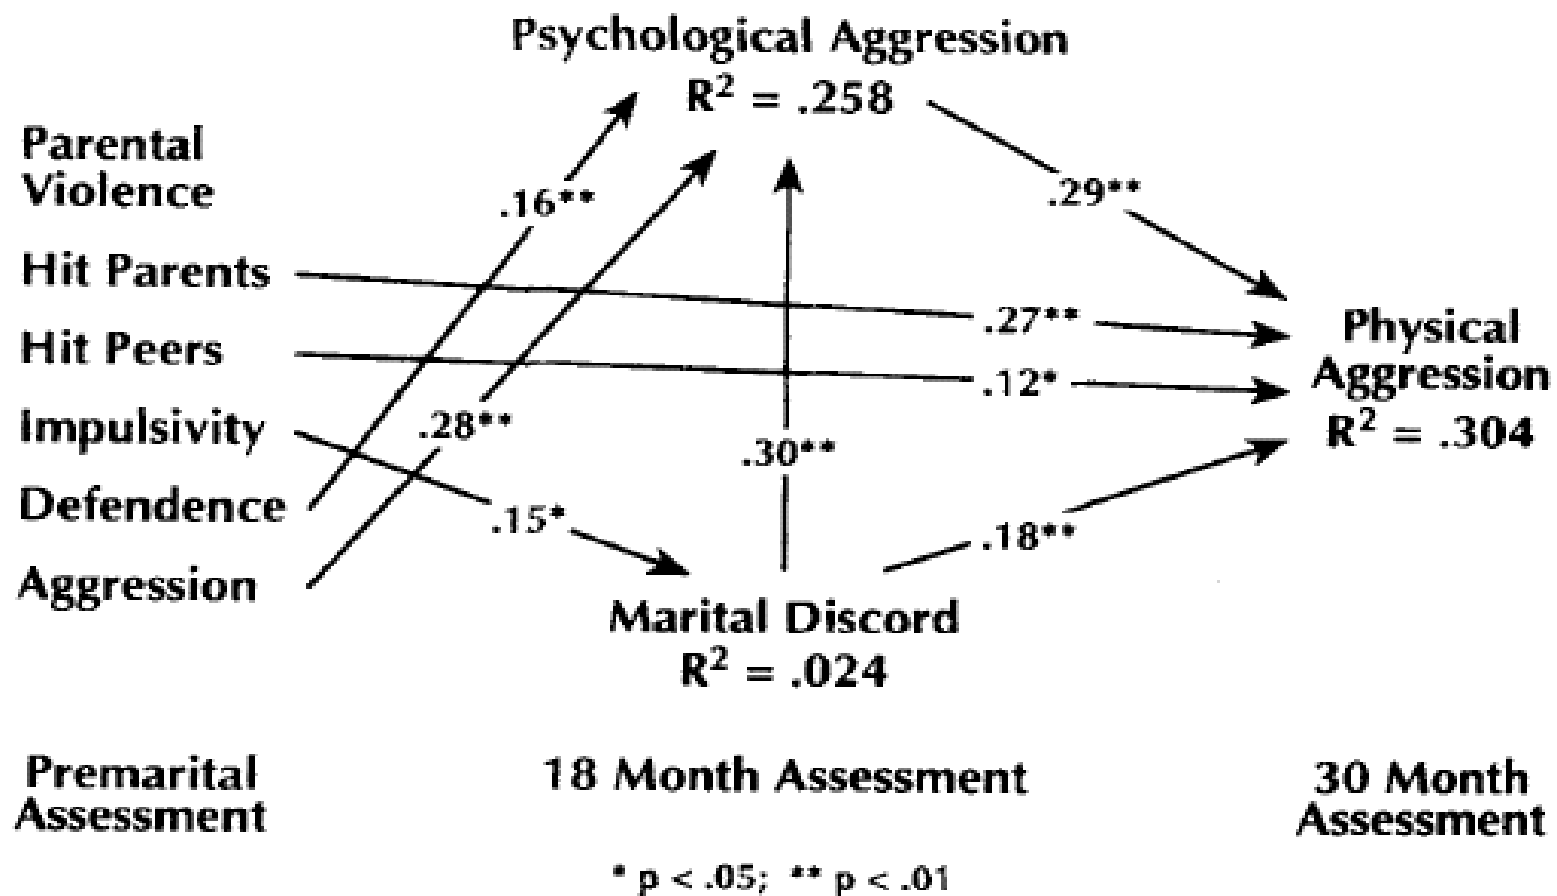 Psychological Aggression
R² = .258
Parental
Violence
.16**
.29**
Hit Parents
.27**
Hit Peers
.12*
Physical
Aggression
R² = .304
Impulsivity
.28**
.30**
Defendence
.15*
.18**
Aggression
Marital Discord
R² = .024
Premarital
Assessment
18 Month Assessment
30 Month
Assessment
* p < .05; ** p < .01